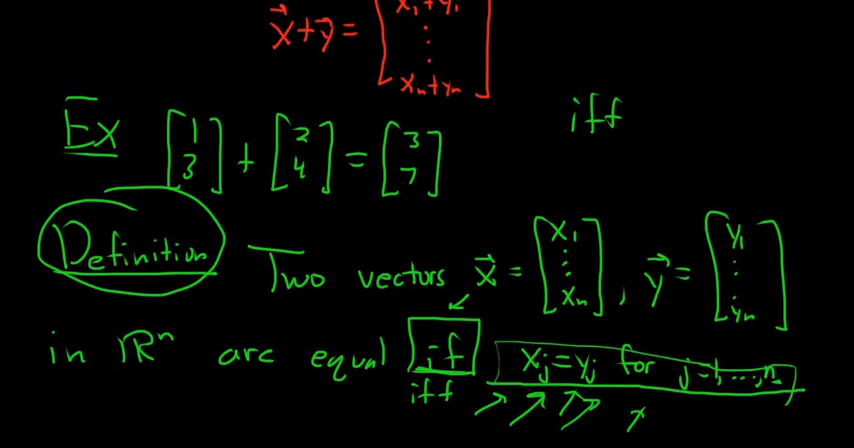 x⃗+y⃗ = [x₁+y₁ ⋮ xₙ+yₙ]
iff
Ex [1 3] + [2 4] = [3 7]
Definition Two vectors x⃗ = [x₁ ⋮ xₙ], y⃗ = [y₁ ⋮ yₙ]
in ℝⁿ are equal if xⱼ=yⱼ for j=1,...,n
iff